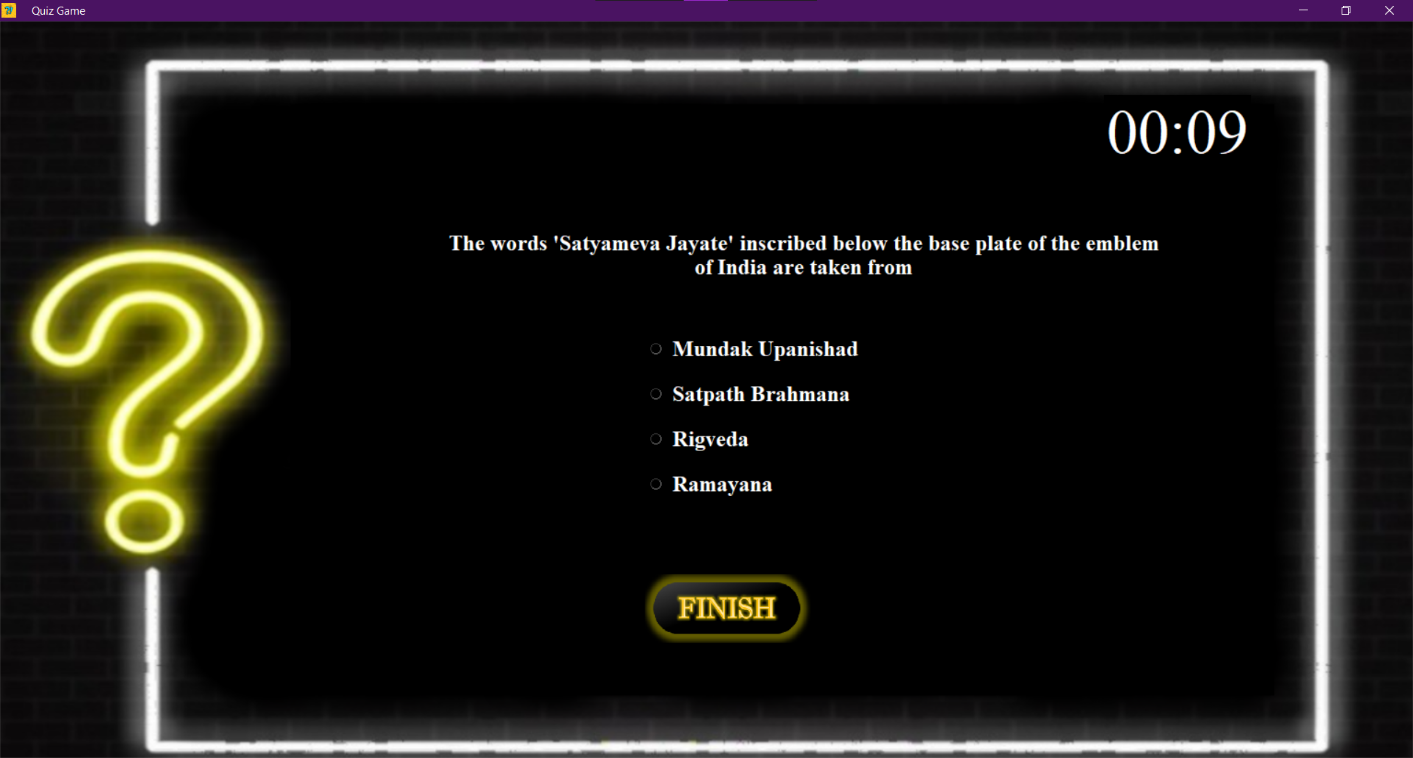 Quiz Game
00:09
The words 'Satyameva Jayate' inscribed below the base plate of the emblem
of India are taken from
Mundak Upanishad
Satpath Brahmana
Rigveda
Ramayana
FINISH